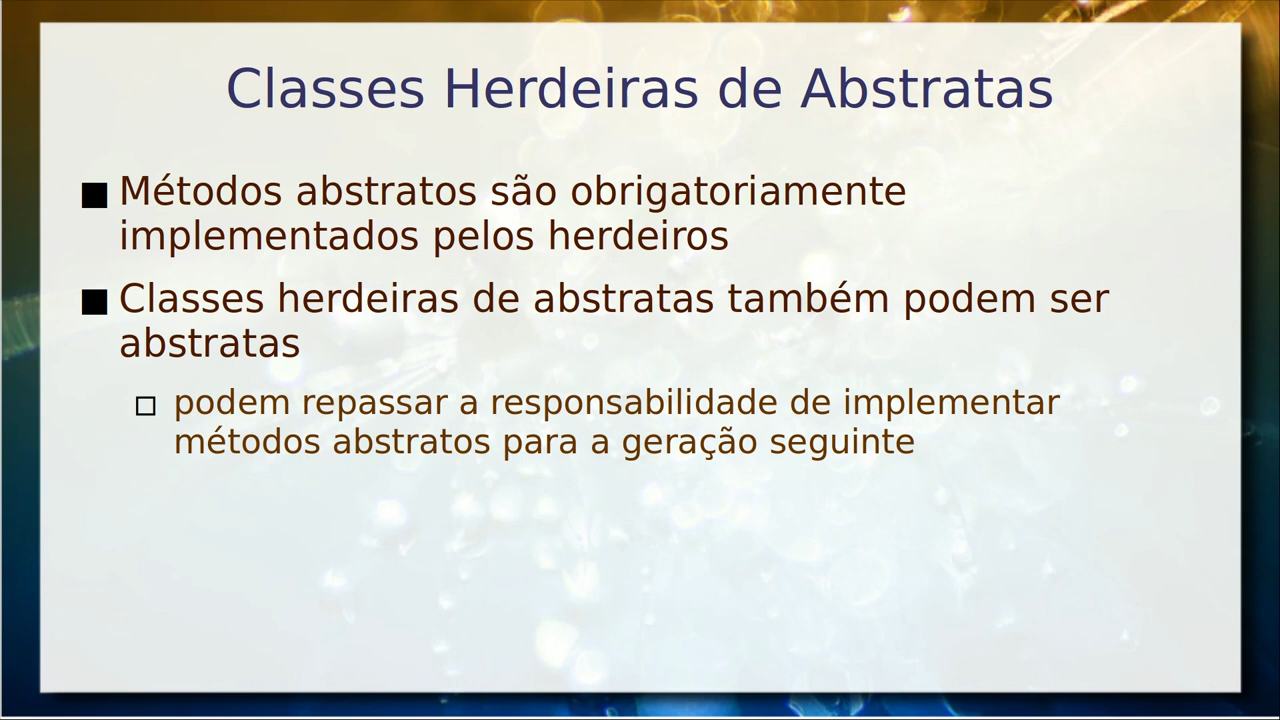 Classes Herdeiras de Abstratas
Métodos abstratos são obrigatoriamente
implementados pelos herdeiros
Classes herdeiras de abstratas também podem ser
abstratas
podem repassar a responsabilidade de implementar
métodos abstratos para a geração seguinte